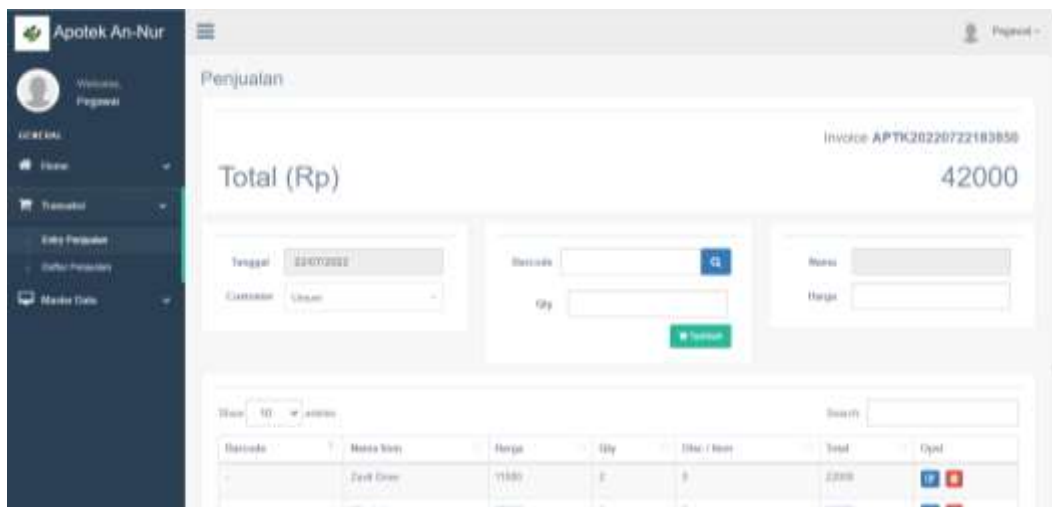 Apotek An-Nur
Pegawai
Welcome,
Pegawai
GENERAL
Home
Transaksi
Entry Penjualan
Daftar Penjualan
Master Data
Penjualan
Invoice APTK20220722183850
Total (Rp)
42000
Tanggal
22/07/2022
Customer
Umum
Barcode
Qty
Tambah
Nama
Harga
Show 10 entries
Search
Barcode
Nama Item
Harga
Qty
Disc / Item
Total
Opsi
11000
2
22000